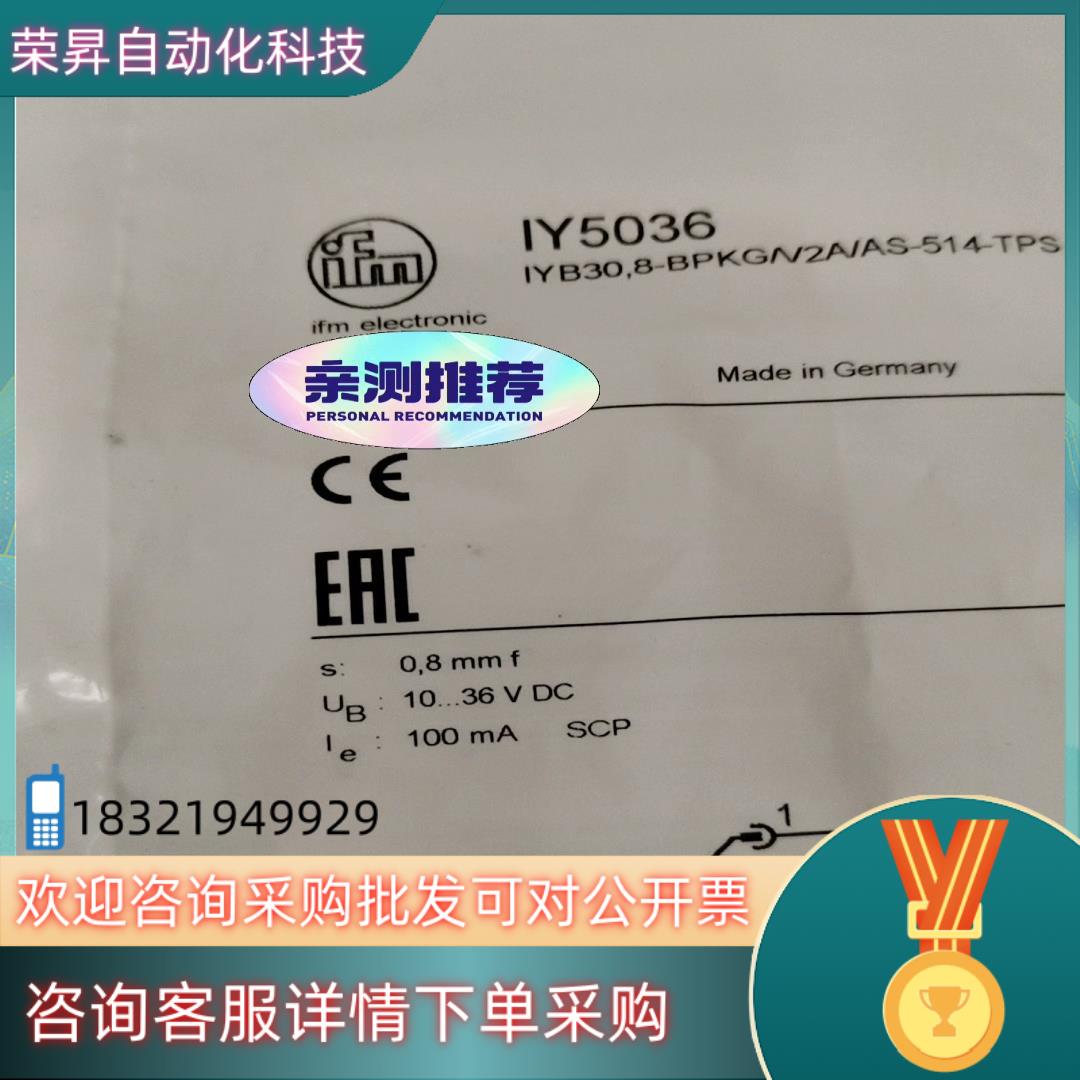 荣昇自动化科技
ifm
IY5036
IYB30,8-BPKG/V2A/AS-514-TPS
ifm electronic
亲测推荐
PERSONAL RECOMMENDATION
Made in Germany
CE
EAC
s: 0,8 mm f
UB : 10...36 V DC
Ie : 100 mA SCP
1
18321949929
欢迎咨询采购批发可对公开票
咨询客服详情下单采购